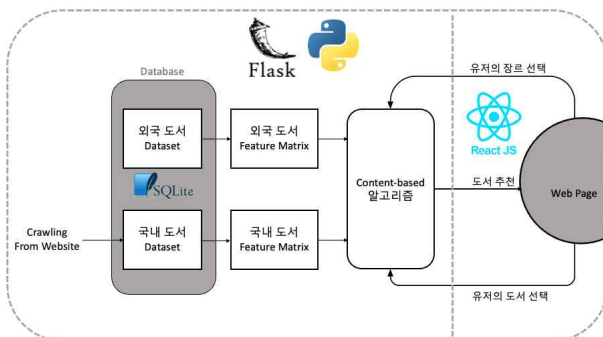 Flask
Database
외국 도서
Dataset
외국 도서
Feature Matrix
SQLite
Crawling
From Website
국내 도서
Dataset
국내 도서
Feature Matrix
Content-based
알고리즘
유저의 장르 선택
React JS
도서 추천
Web Page
유저의 도서 선택